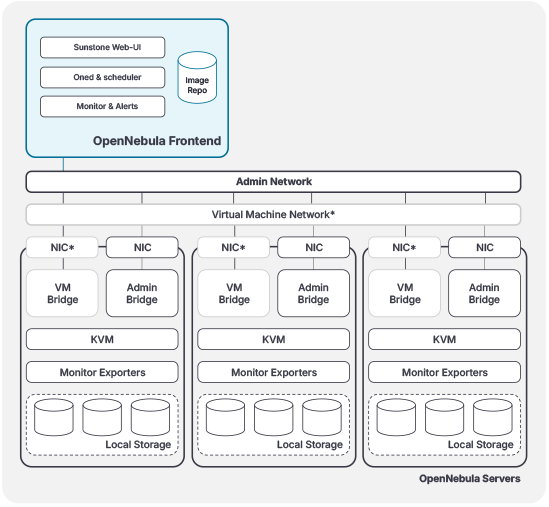 Sunstone Web-UI
Oned & scheduler
Monitor & Alerts
Image
Repo
OpenNebula Frontend
Admin Network
Virtual Machine Network*
NIC*
NIC
NIC*
NIC
NIC*
NIC
VM
Bridge
Admin
Bridge
VM
Bridge
Admin
Bridge
VM
Bridge
Admin
Bridge
KVM
KVM
KVM
Monitor Exporters
Monitor Exporters
Monitor Exporters
Local Storage
Local Storage
Local Storage
OpenNebula Servers